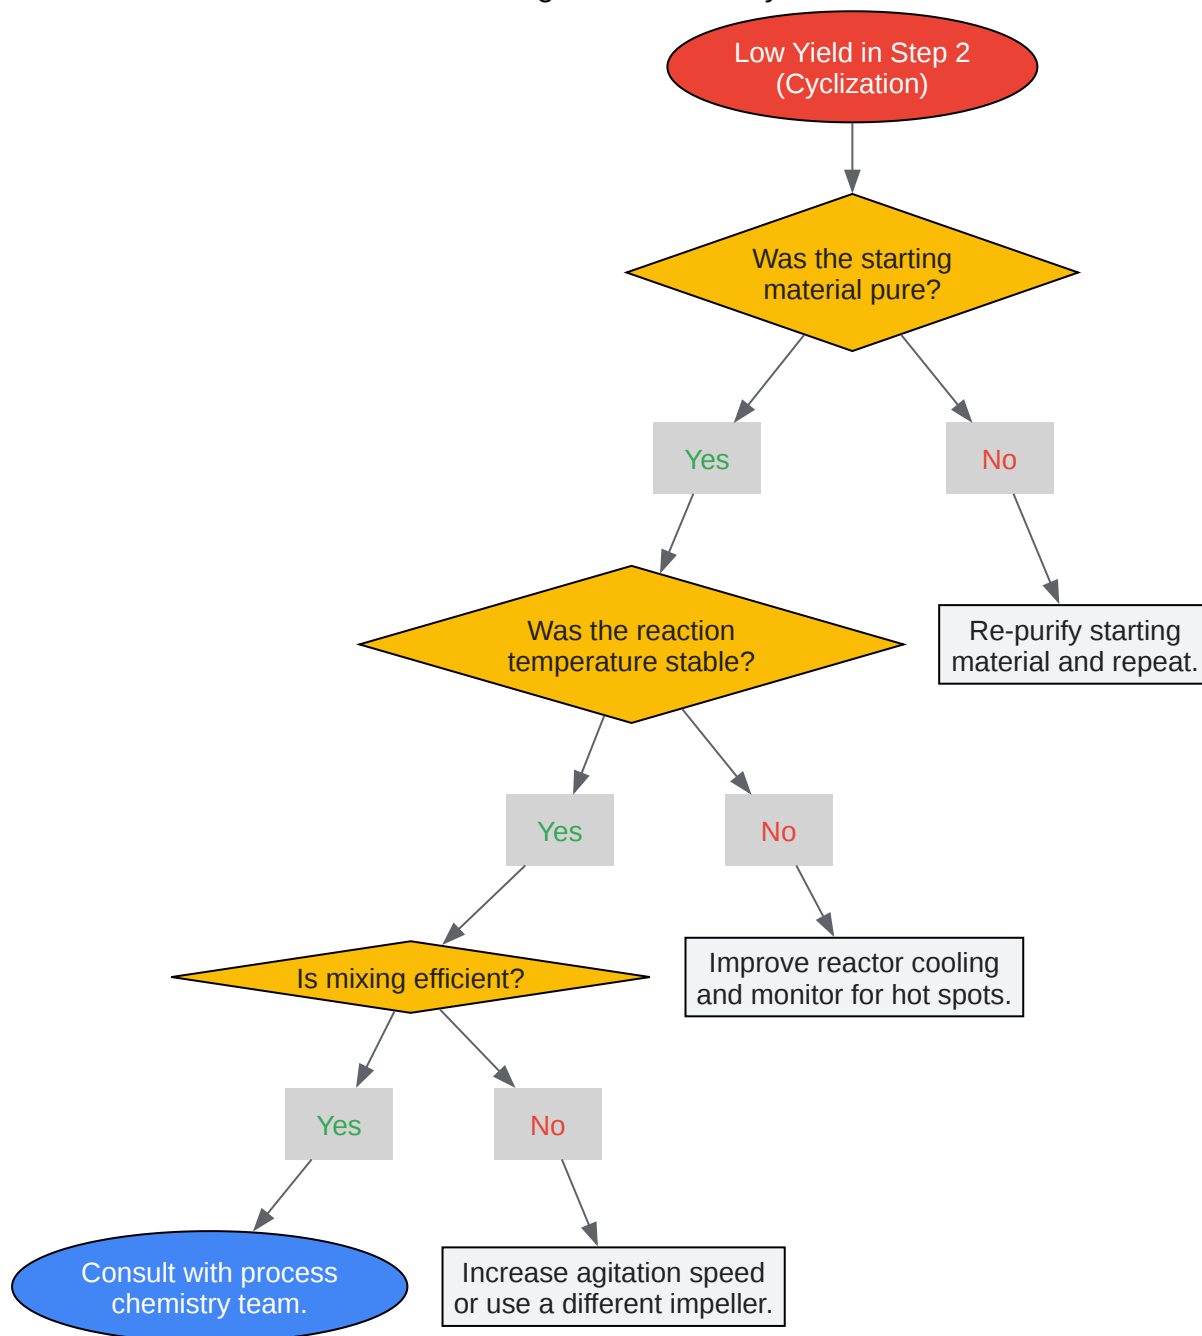 Low Yield in Step 2
(Cyclization)
Was the starting
material pure?
Yes
No
Was the reaction
temperature stable?
Re-purify starting
material and repeat.
Yes
No
Is mixing efficient?
Improve reactor cooling
and monitor for hot spots.
Yes
No
Consult with process
chemistry team.
Increase agitation speed
or use a different impeller.